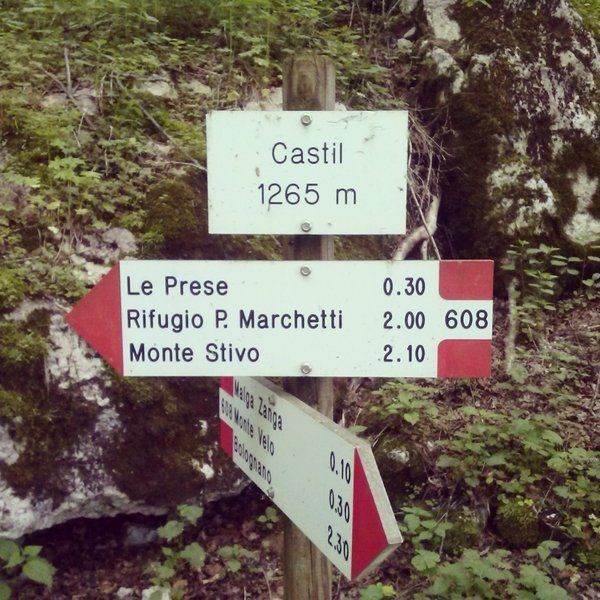 Castil
1265 m
Le Prese 0.30
Rifugio P. Marchetti 2.00 608
Monte Stivo 2.10
Malga Zanga 0.10
608 Monte Velo 0.30
Bolognano 2.30